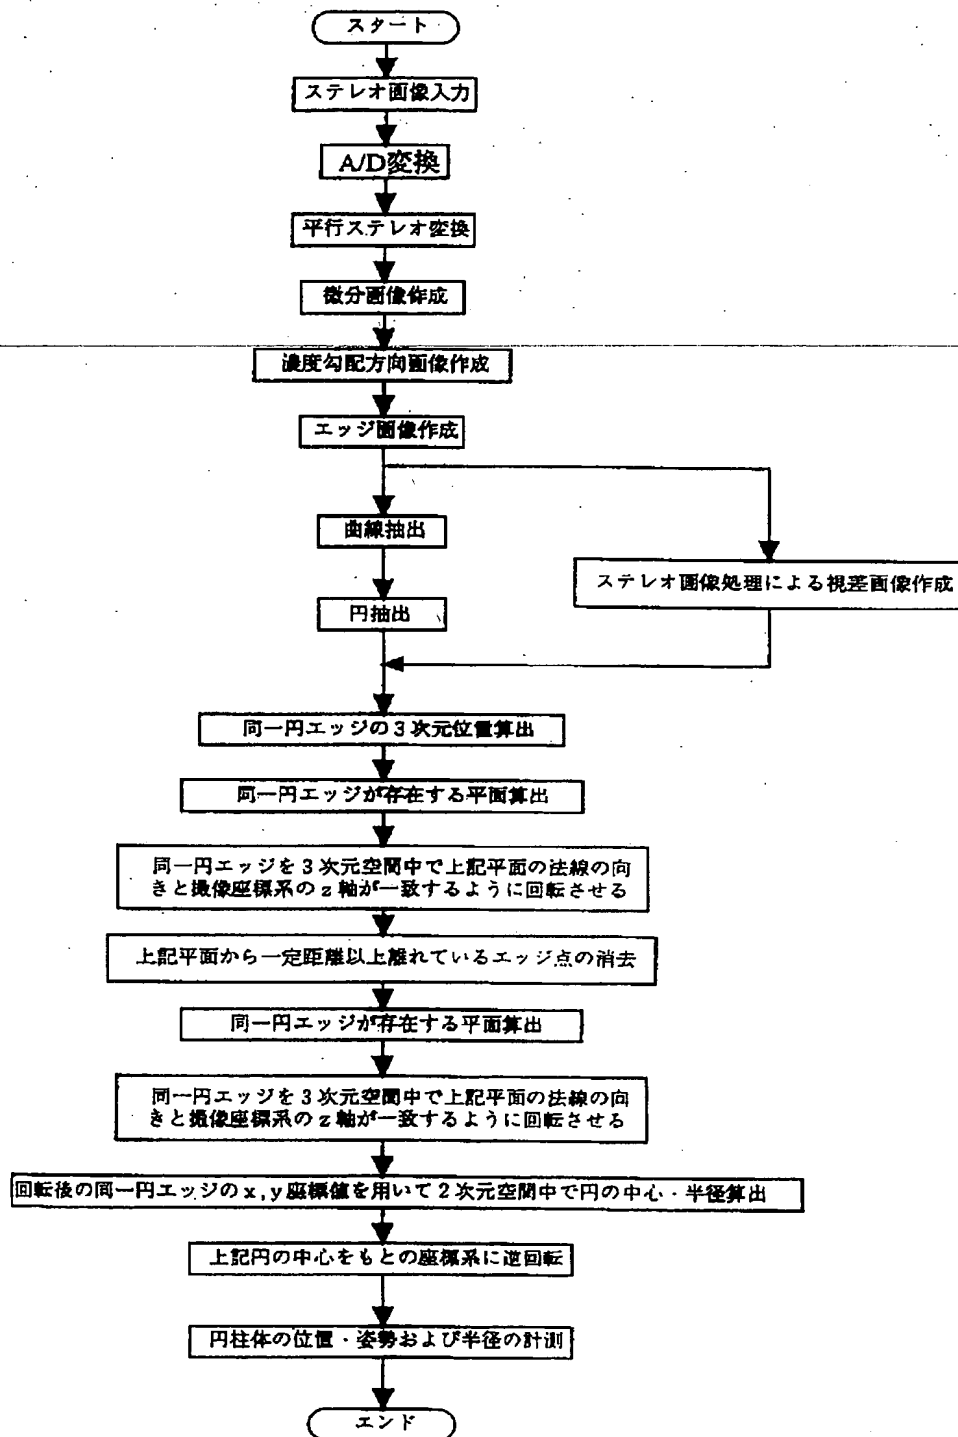 スタート
ステレオ画像入力
A/D変換
平行ステレオ変換
微分画像作成
濃度勾配方向画像作成
エッジ画像作成
曲線抽出
ステレオ画像処理による視差画像作成
円抽出
同一円エッジの3次元位置算出
同一円エッジが存在する平面算出
同一円エッジを3次元空間中で上記平面の法線の向
きと撮像座標系のz軸が一致するように回転させる
上記平面から一定距離以上離れているエッジ点の消去
同一円エッジが存在する平面算出
同一円エッジを3次元空間中で上記平面の法線の向
きと撮像座標系のz軸が一致するように回転させる
回転後の同一円エッジのx,y座標値を用いて2次元空間中で円の中心・半径算出
上記円の中心をもとの座標系に逆回転
円柱体の位置・姿勢および半径の計測
エンド